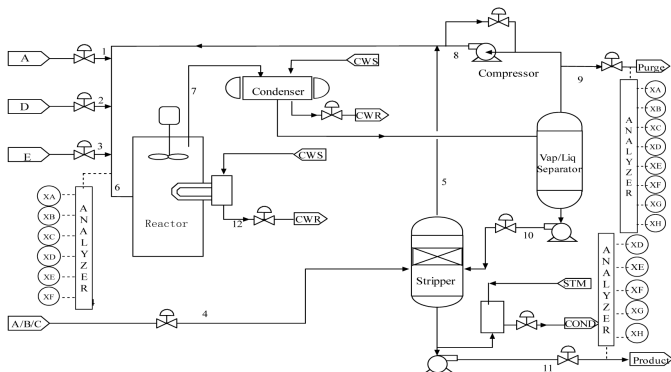 A
1
D
2
E
3
6
7
8
9
5
4
10
11
12
CWS
Condenser
CWR
Compressor
Purge
Vap/Liq
Separator
Reactor
CWS
CWR
Stripper
STM
COND
Product
A/B/C
ANALYZER
XA
XB
XC
XD
XE
XF
ANALYZER
XA
XB
XC
XD
XE
XF
XG
XH
ANALYZER
XD
XE
XF
XG
XH